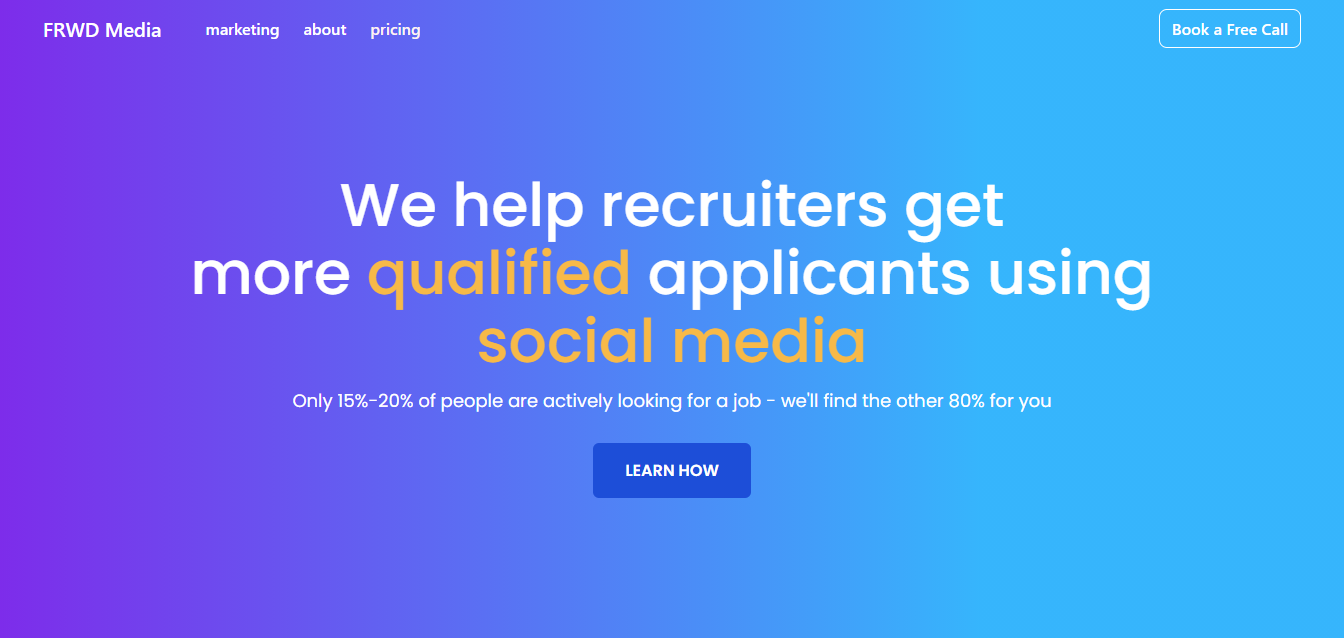 FRWD Media marketing about pricing Book a Free Call
We help recruiters get
more qualified applicants using
social media
Only 15%-20% of people are actively looking for a job - we'll find the other 80% for you
LEARN HOW